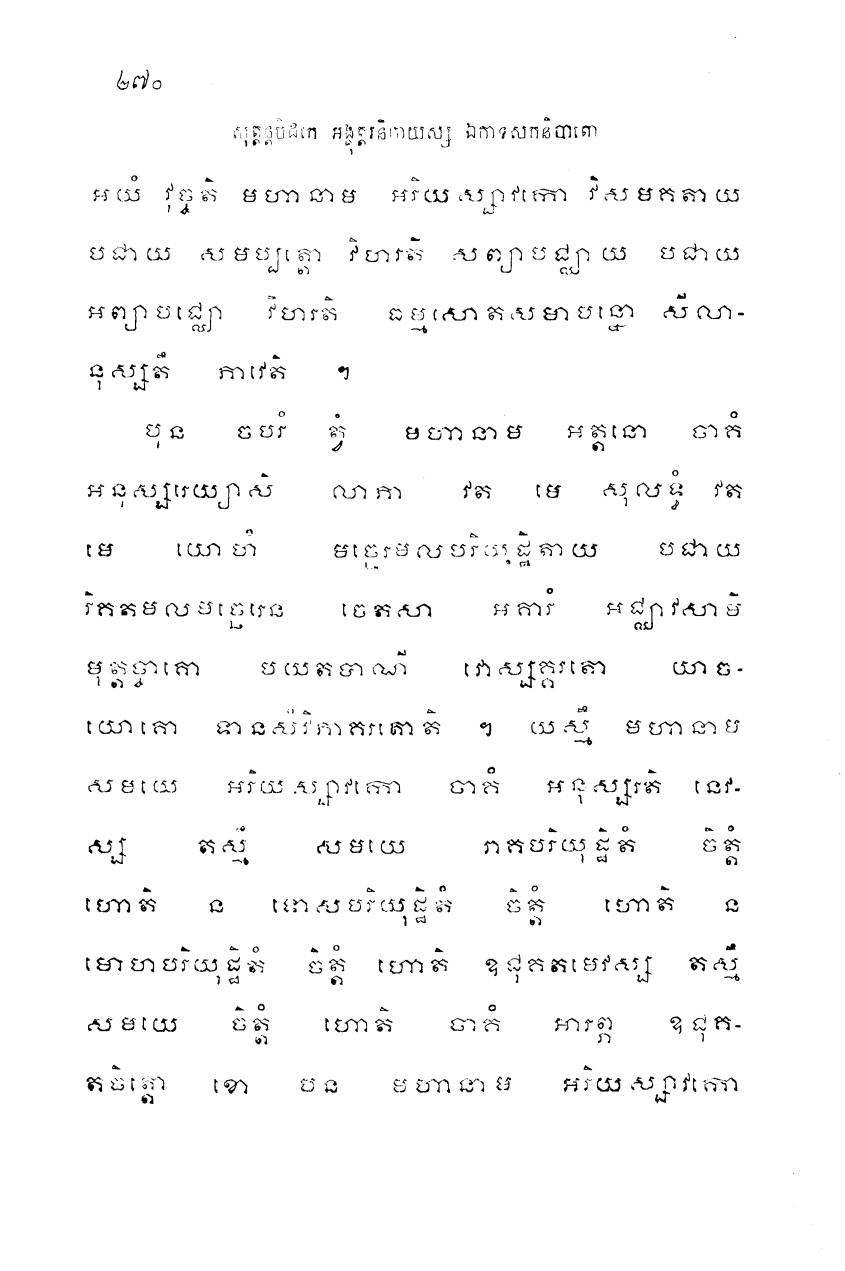 ២៧០
សុត្តន្តបិដកេ អង្គុត្តរនិកាយស្ស ឯកាទសកនិបាតោ
អយំ វុច្ចតិ មហានាម អរិយស្សាវកោ វិសមកតាយ
បជាយ សមប្បត្តោ វិហរតិ សព្យាបជ្ឈាយ បជាយ
អព្យាបជ្ឈោ វិហរតិ ធម្មសោតសមាបន្នោ សីលា-
នុស្សតឹ ភាវេតិ ៗ
បុន ចបរំ ត្វំ មហានាម អត្តនោ ចាគំ
អនុស្សរេយ្យាសិ លាភា វត មេ សុលទ្ធំ វត
មេ យោហំ មច្ឆេរមលបរិយុដ្ឋិតាយ បជាយ
វិគតមលមច្ឆេរេន ចេតសា អគារំ អជ្ឈាវសាមិ
មុត្តច្ចាគោ បយតបាណី វោស្សគ្គរតោ យាច-
យោគោ ទានសំវិភាគរតោតិ ៗ យស្មឹ មហានាម
សមយេ អរិយស្សាវកោ ចាគំ អនុស្សរតិ នេវ-
ស្ស តស្មឹ សមយេ រាគបរិយុដ្ឋិតំ ចិត្តំ
ហោតិ ន ទោសបរិយុដ្ឋិតំ ចិត្តំ ហោតិ ន
មោហបរិយុដ្ឋិតំ ចិត្តំ ហោតិ ឧជុគតមេវស្ស តស្មឹ
សមយេ ចិត្តំ ហោតិ ចាគំ អារព្ភ ឧជុគ-
តចិត្តោ ខោ បន មហានាម អរិយស្សាវកោ